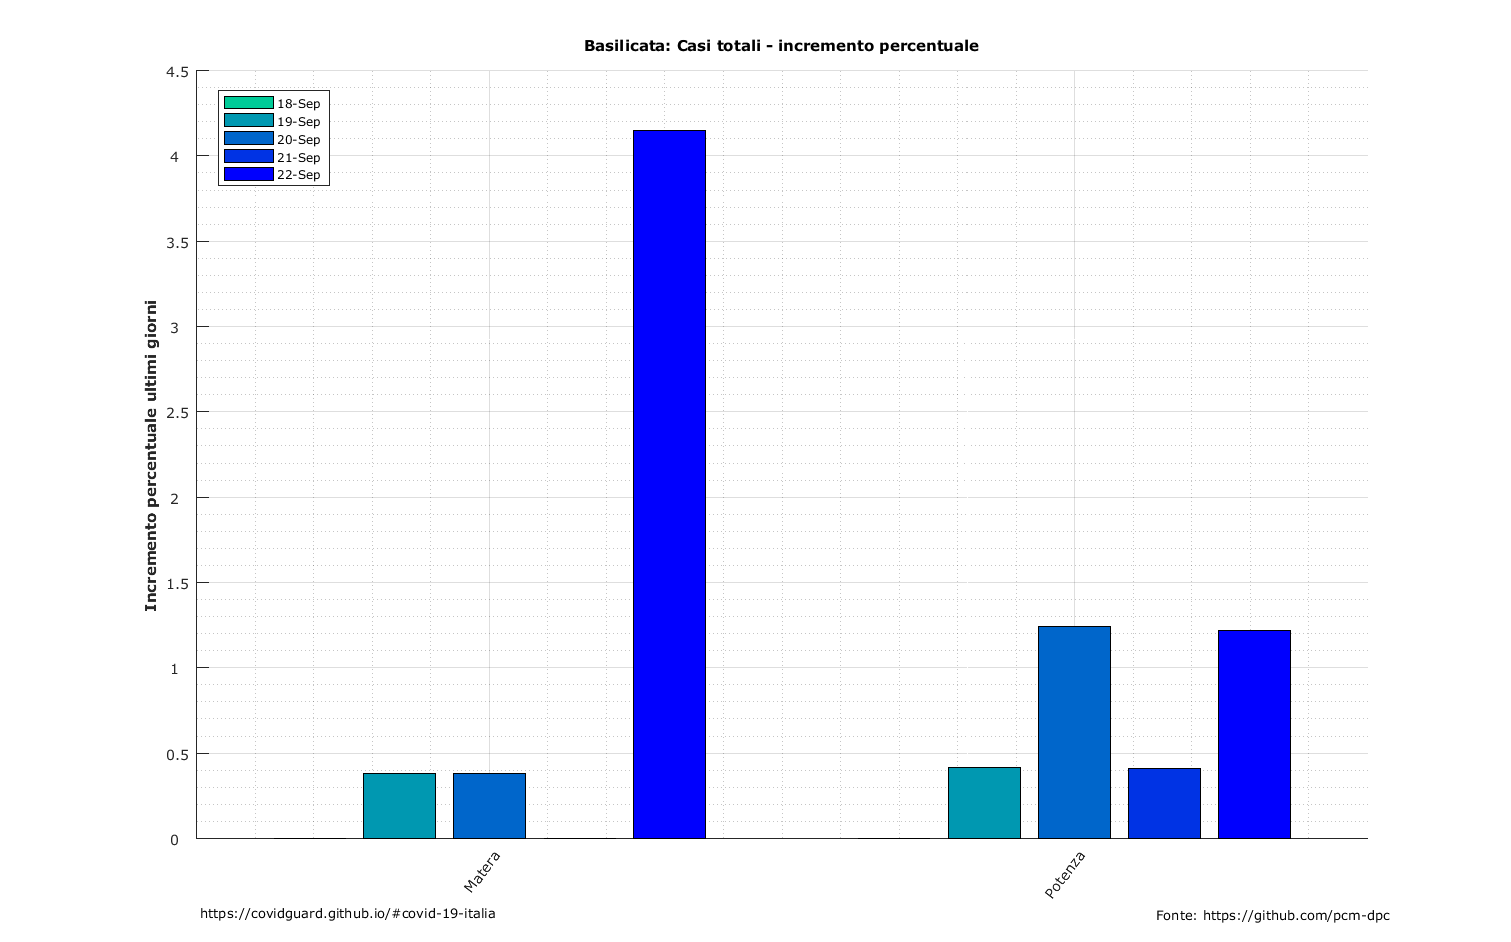 Basilicata: Casi totali - incremento percentuale
4.5
4
3.5
3
2.5
2
1.5
1
0.5
0
Incremento percentuale ultimi giorni
18-Sep
19-Sep
20-Sep
21-Sep
22-Sep
Matera
Potenza
https://covidguard.github.io/#covid-19-italia
Fonte: https://github.com/pcm-dpc